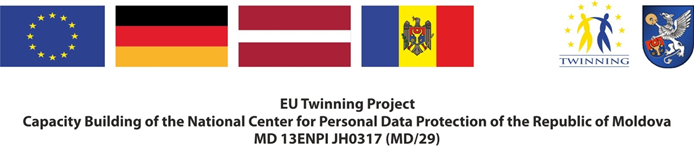 TWINNING
EU Twinning Project
Capacity Building of the National Center for Personal Data Protection of the Republic of Moldova
MD 13ENPI JH0317 (MD/29)